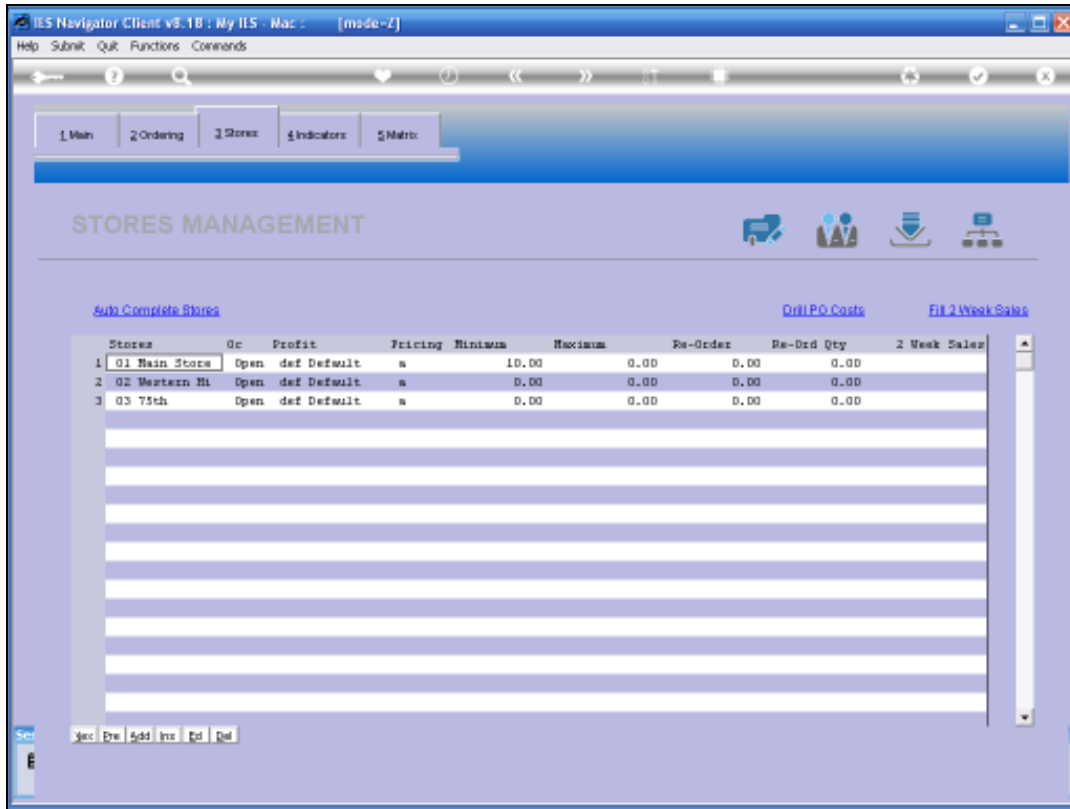 IES Navigator Client v8.1B : My IES - Mac : [mode=Z]
Help Submit Quit Functions Commands
1 Main 2 Ordering 3 Stores 4 Indicators 5 Matrix
STORES MANAGEMENT
Auto Complete Stores Drill PO Costs Fill 2 Week Sales
Stores Oc Profit Pricing Minimum Maximum Re-Order Re-Ord Qty 2 Week Sales
1 01 Main Store Open def Default m 10.00 0.00 0.00 0.00
2 02 Western Mi Open def Default m 0.00 0.00 0.00 0.00
3 03 75th Open def Default m 0.00 0.00 0.00 0.00
Nex Pre Add Ins Ed Del